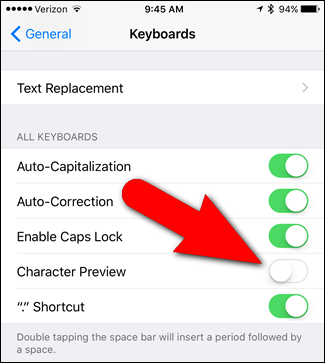 Verizon 9:45 AM 94%
General Keyboards
Text Replacement
ALL KEYBOARDS
Auto-Capitalization
Auto-Correction
Enable Caps Lock
Character Preview
“.” Shortcut
Double tapping the space bar will insert a period followed by
a space.